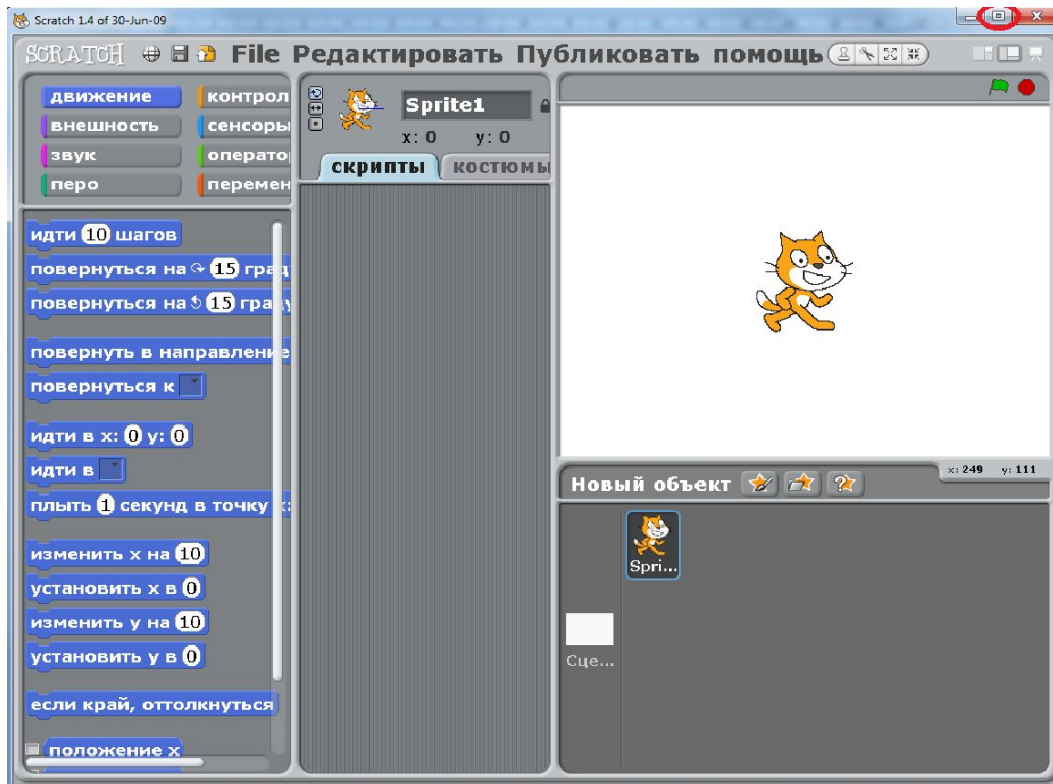 Scratch 1.4 of 30-Jun-09
SCRATCH File Редактировать Публиковать помощь
движение контрол
внешность сенсоры
звук операто
перо перемен
идти 10 шагов
повернуться на 15 граду
повернуться на 15 граду
повернуть в направление
повернуться к
идти в x: 0 y: 0
идти в
плыть 1 секунд в точку x:
изменить x на 10
установить x в 0
изменить y на 10
установить y в 0
если край, оттолкнуться
положение x
Sprite1
x: 0 y: 0
скрипты костюмы
x: 249 y: 111
Новый объект
Spri...
Сце...